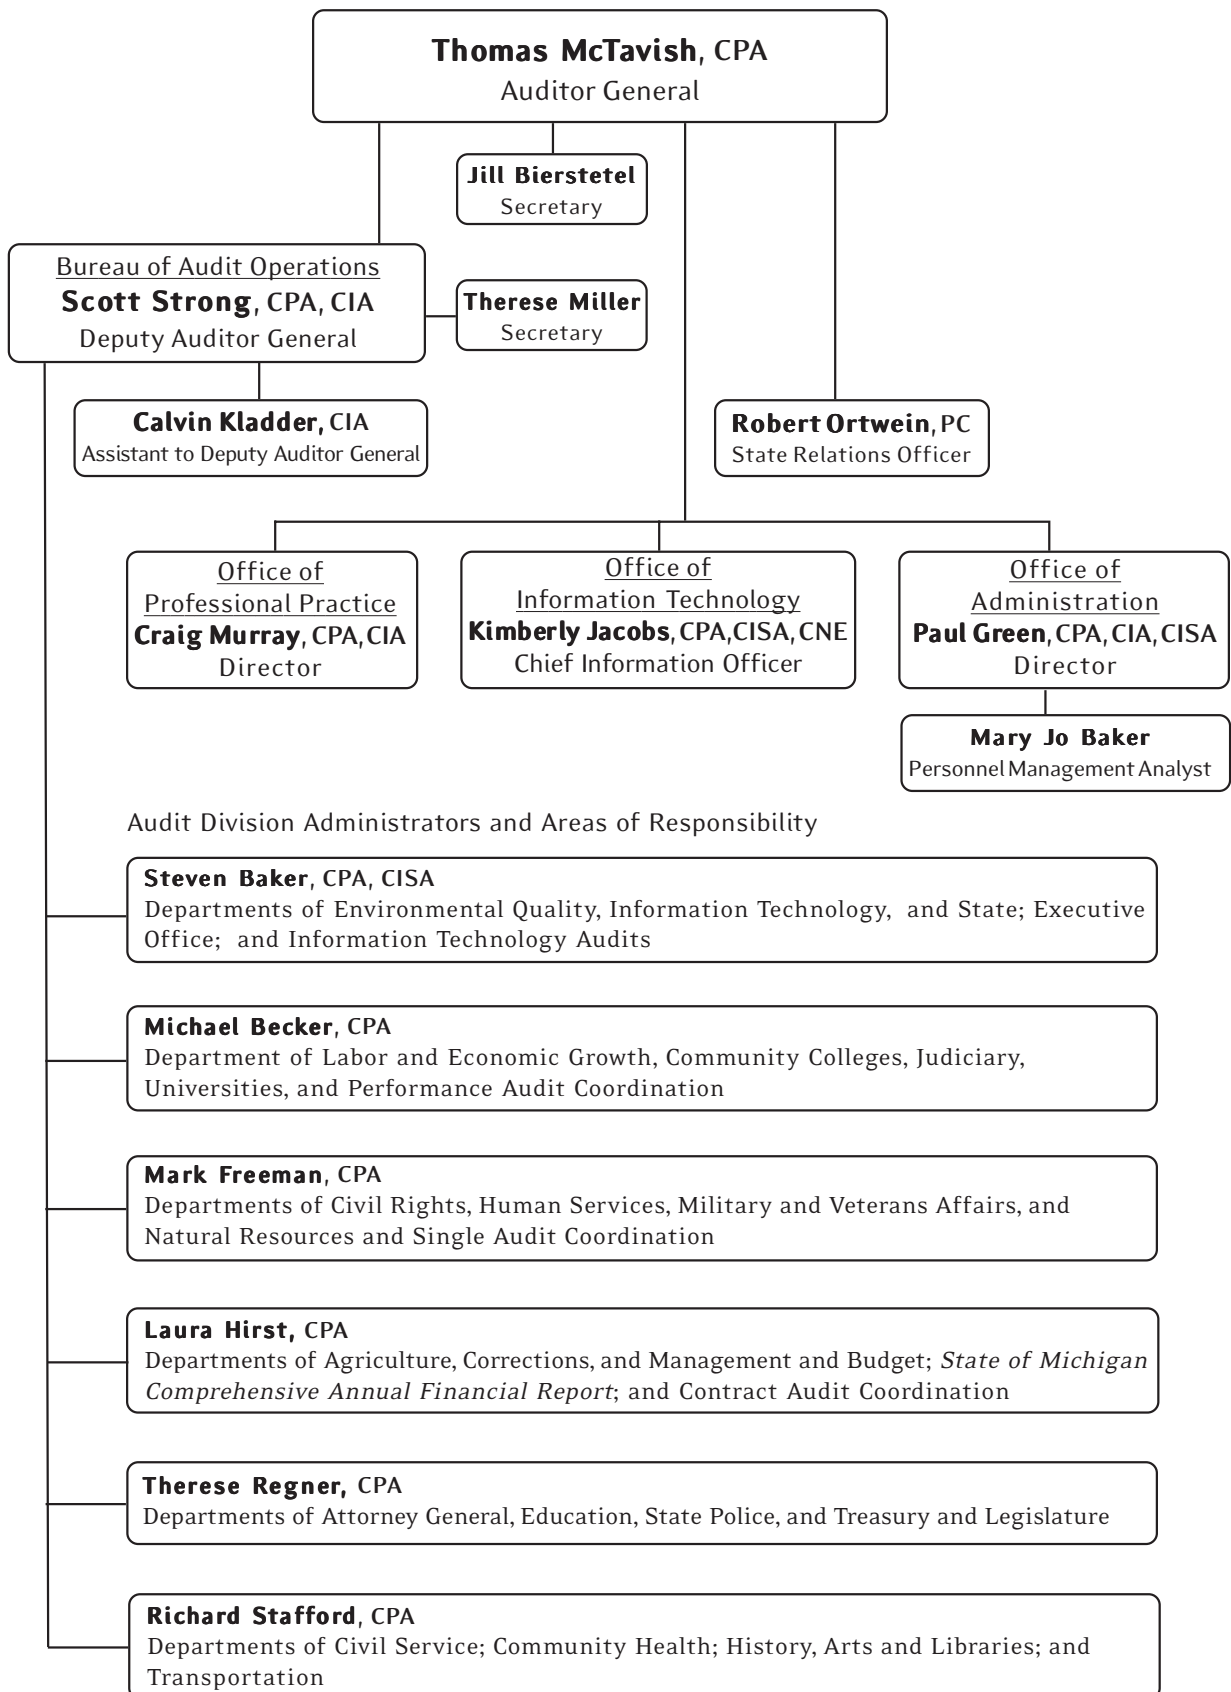 Thomas McTavish, CPA
Auditor General
Jill Bierstetel
Secretary
Bureau of Audit Operations
Scott Strong, CPA, CIA
Deputy Auditor General
Therese Miller
Secretary
Calvin Kladder, CIA
Assistant to Deputy Auditor General
Robert Ortwein, PC
State Relations Officer
Office of
Professional Practice
Craig Murray, CPA, CIA
Director
Office of
Information Technology
Kimberly Jacobs, CPA, CISA, CNE
Chief Information Officer
Office of
Administration
Paul Green, CPA, CIA, CISA
Director
Mary Jo Baker
Personnel Management Analyst
Audit Division Administrators and Areas of Responsibility
Steven Baker, CPA, CISA
Departments of Environmental Quality, Information Technology, and State; Executive
Office; and Information Technology Audits
Michael Becker, CPA
Department of Labor and Economic Growth, Community Colleges, Judiciary,
Universities, and Performance Audit Coordination
Mark Freeman, CPA
Departments of Civil Rights, Human Services, Military and Veterans Affairs, and
Natural Resources and Single Audit Coordination
Laura Hirst, CPA
Departments of Agriculture, Corrections, and Management and Budget; State of Michigan
Comprehensive Annual Financial Report; and Contract Audit Coordination
Therese Regner, CPA
Departments of Attorney General, Education, State Police, and Treasury and Legislature
Richard Stafford, CPA
Departments of Civil Service; Community Health; History, Arts and Libraries; and
Transportation